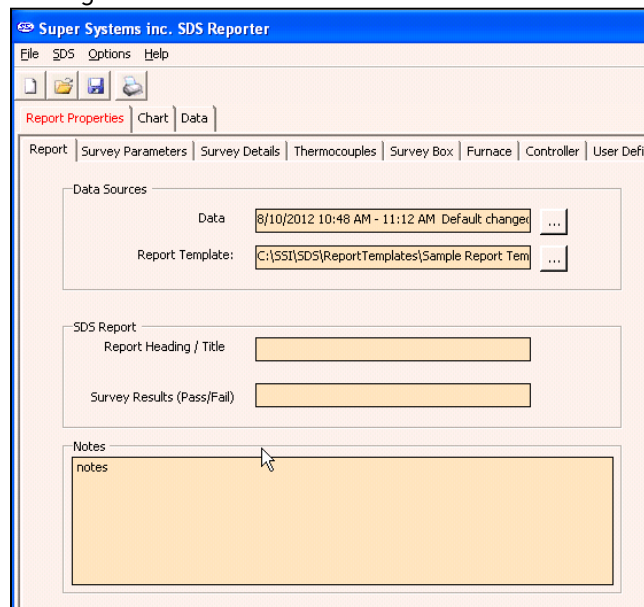 Super Systems inc. SDS Reporter
File SDS Options Help
Report Properties Chart Data
Report Survey Parameters Survey Details Thermocouples Survey Box Furnace Controller User Defi
Data Sources
Data 8/10/2012 10:48 AM - 11:12 AM Default changed ...
Report Template: C:\SSI\SDS\ReportTemplates\Sample Report Tem ...
SDS Report
Report Heading / Title
Survey Results (Pass/Fail)
Notes
notes